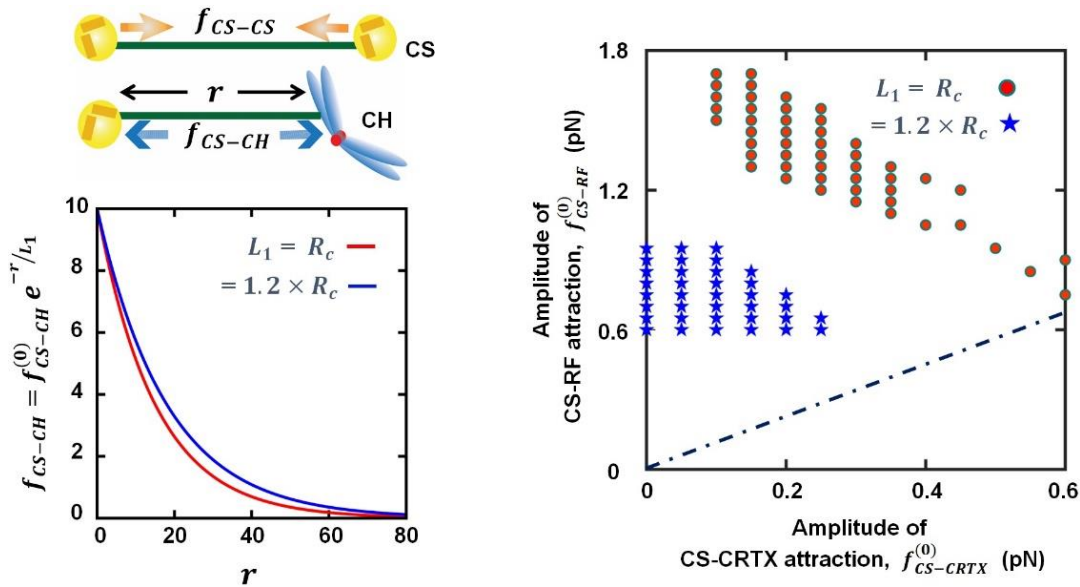 f_{CS-CS}
CS
r
CH
f_{CS-CH}
f_{CS-CH} = f^{(0)}_{CS-CH} e^{-r/L_1}
10
8
6
4
2
0
L_1 = R_c
= 1.2 × R_c
0 20 40 60 80
r
Amplitude of
CS-RF attraction, f^{(0)}_{CS-RF} (pN)
1.8
1.2
0.6
0
L_1 = R_c
= 1.2 × R_c
0 0.2 0.4 0.6
Amplitude of
CS-CRTX attraction, f^{(0)}_{CS-CRTX} (pN)